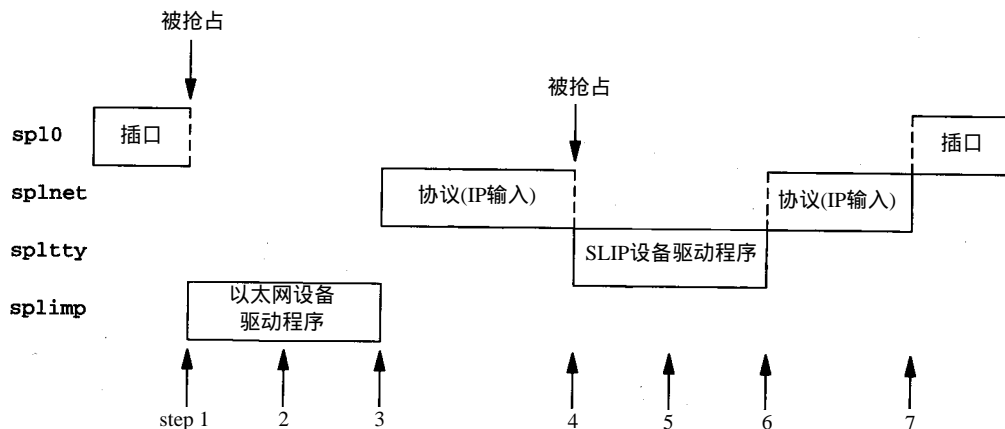 被抢占
被抢占
spl0
插口
插口
splnet
协议(IP输入)
协议(IP输入)
spltty
SLIP设备驱动程序
splimp
以太网设备
驱动程序
step 1
2
3
4
5
6
7